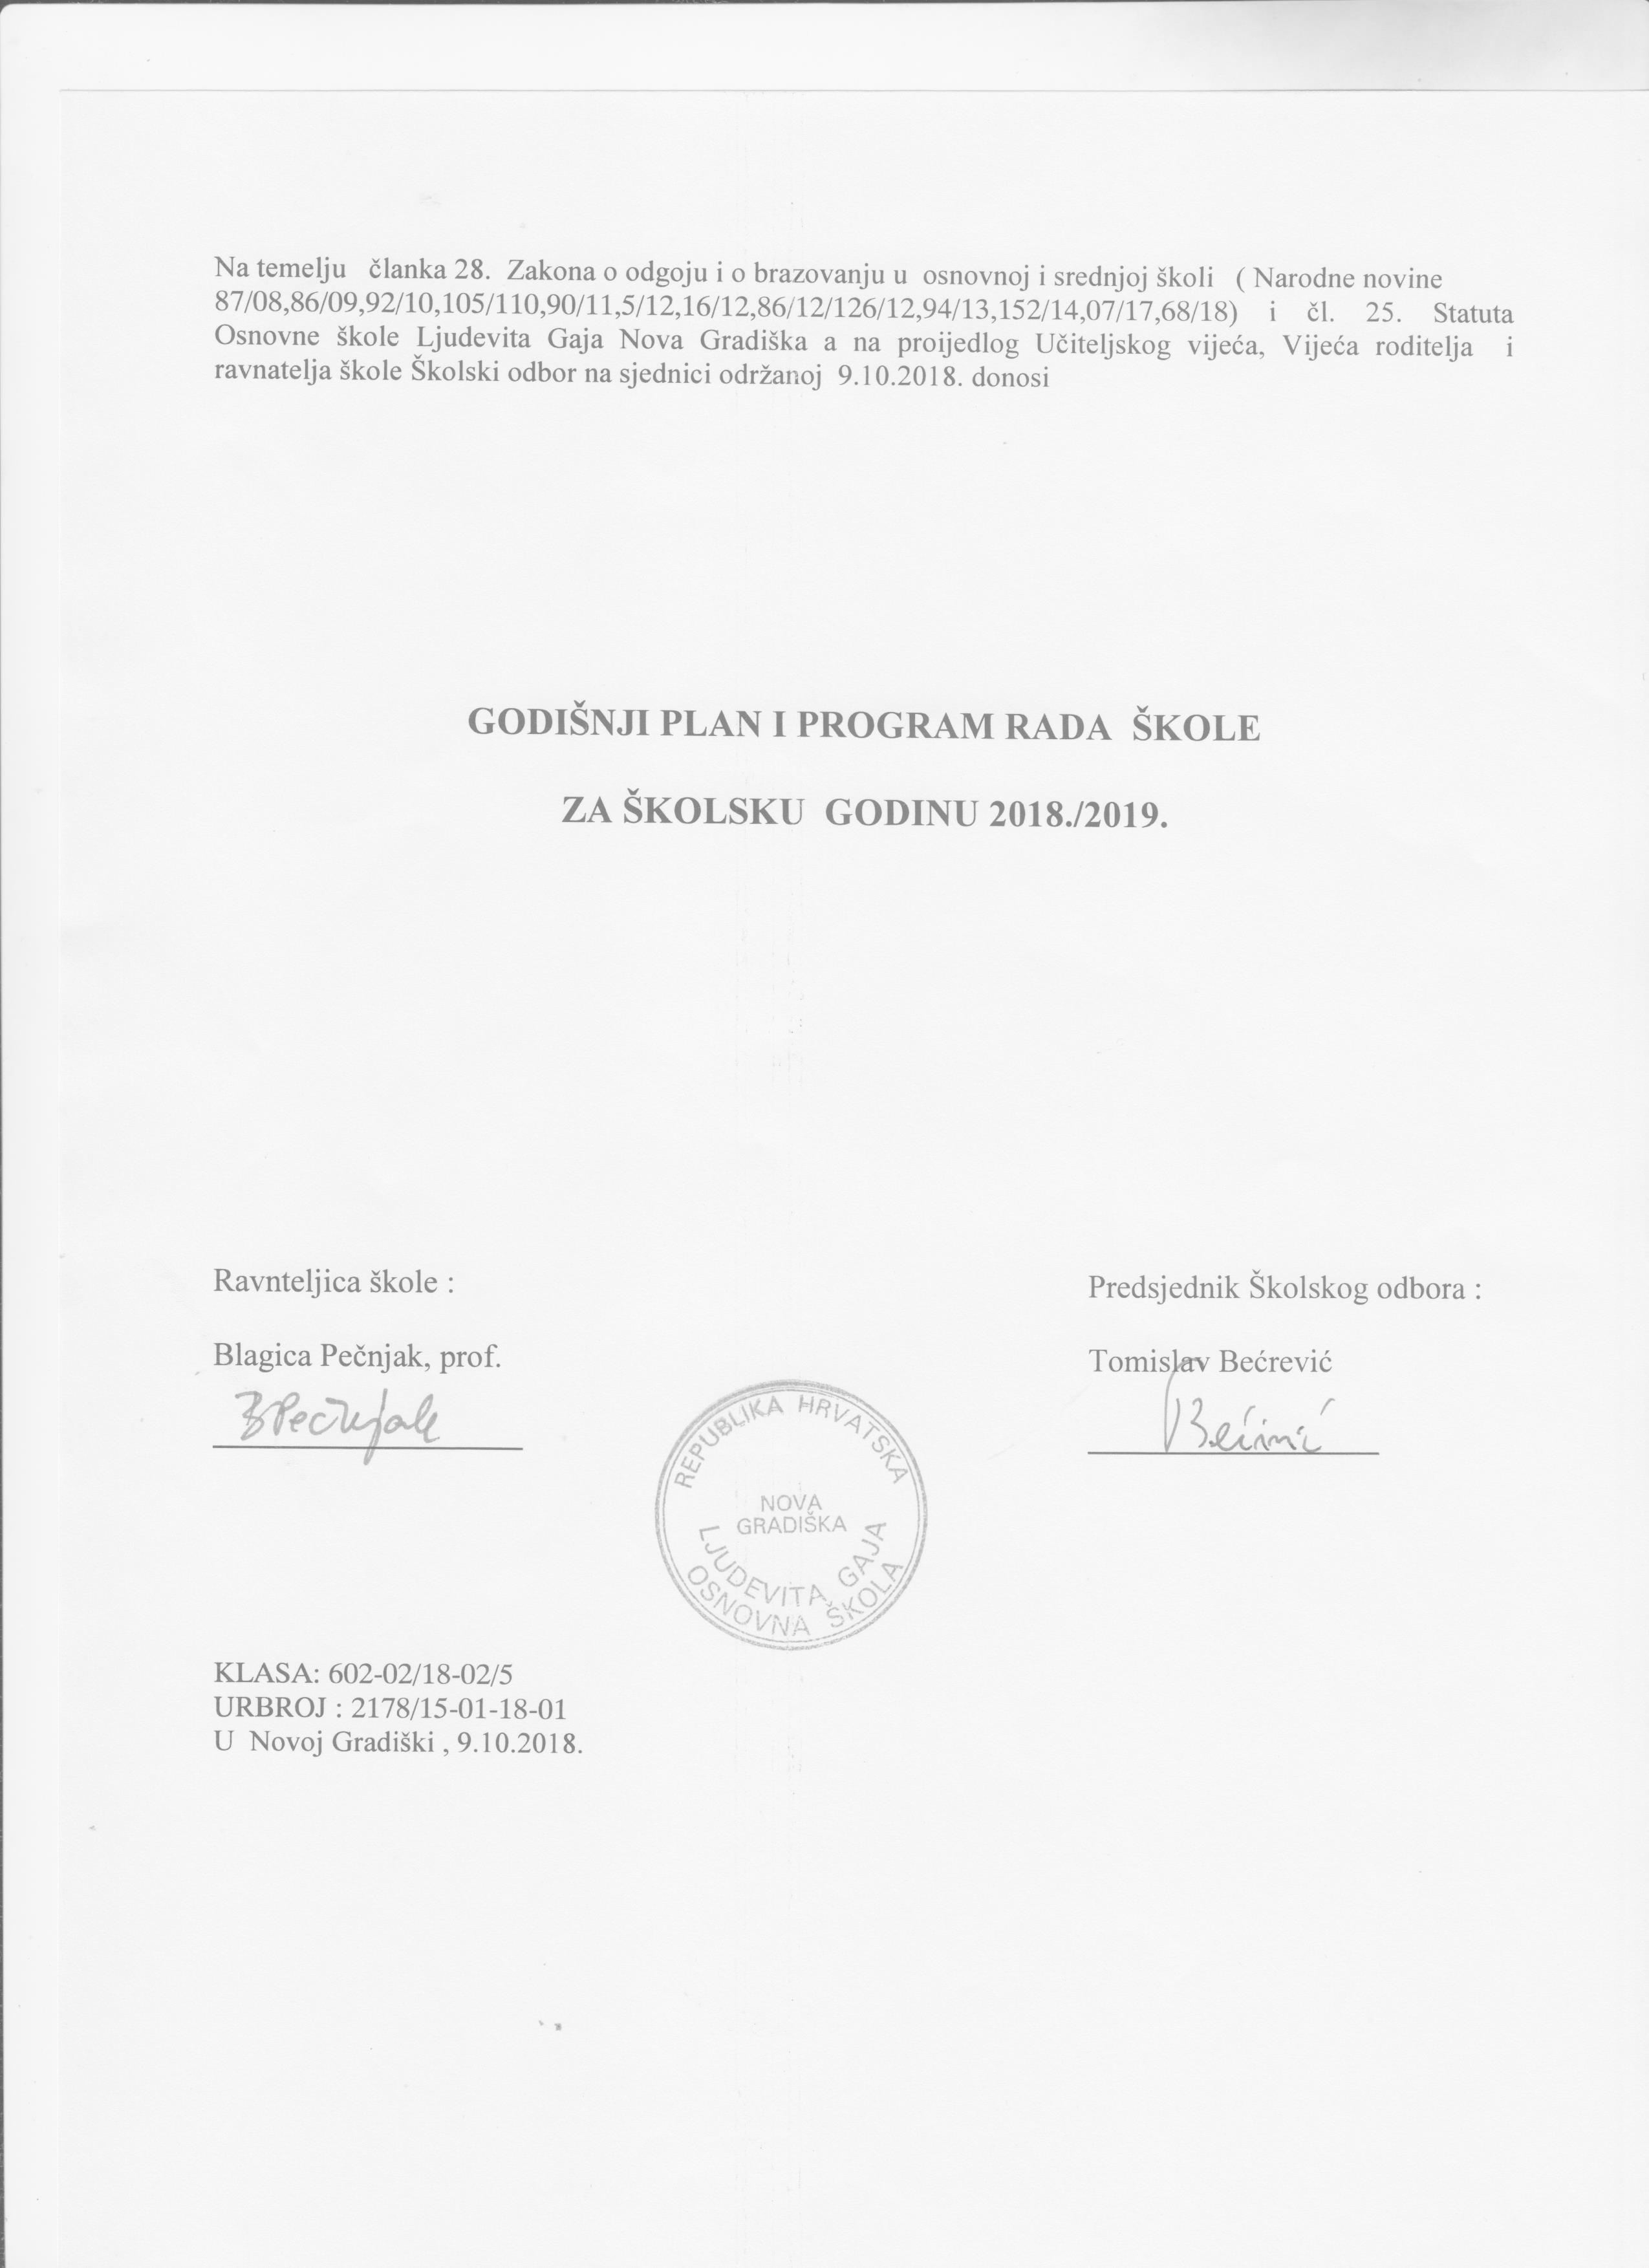 Na temelju članka 28. Zakona o odgoju i o brazovanju u osnovnoj i srednjoj školi ( Narodne novine
87/08,86/09,92/10,105/110,90/11,5/12,16/12,86/12/126/12,94/13,152/14,07/17,68/18) i čl. 25. Statuta
Osnovne škole Ljudevita Gaja Nova Gradiška a na proijedlog Učiteljskog vijeća, Vijeća roditelja i
ravnatelja škole Školski odbor na sjednici održanoj 9.10.2018. donosi
GODIŠNJI PLAN I PROGRAM RADA ŠKOLE
ZA ŠKOLSKU GODINU 2018./2019.
Ravnteljica škole :
Predsjednik Školskog odbora :
Blagica Pečnjak, prof.
Tomislav Bećrević
BPečnjak
REPUBLIKA HRVATSKA
NOVA
GRADIŠKA
LJUDEVITA GAJA
OSNOVNA ŠKOLA
KLASA: 602-02/18-02/5
URBROJ : 2178/15-01-18-01
U Novoj Gradiški , 9.10.2018.